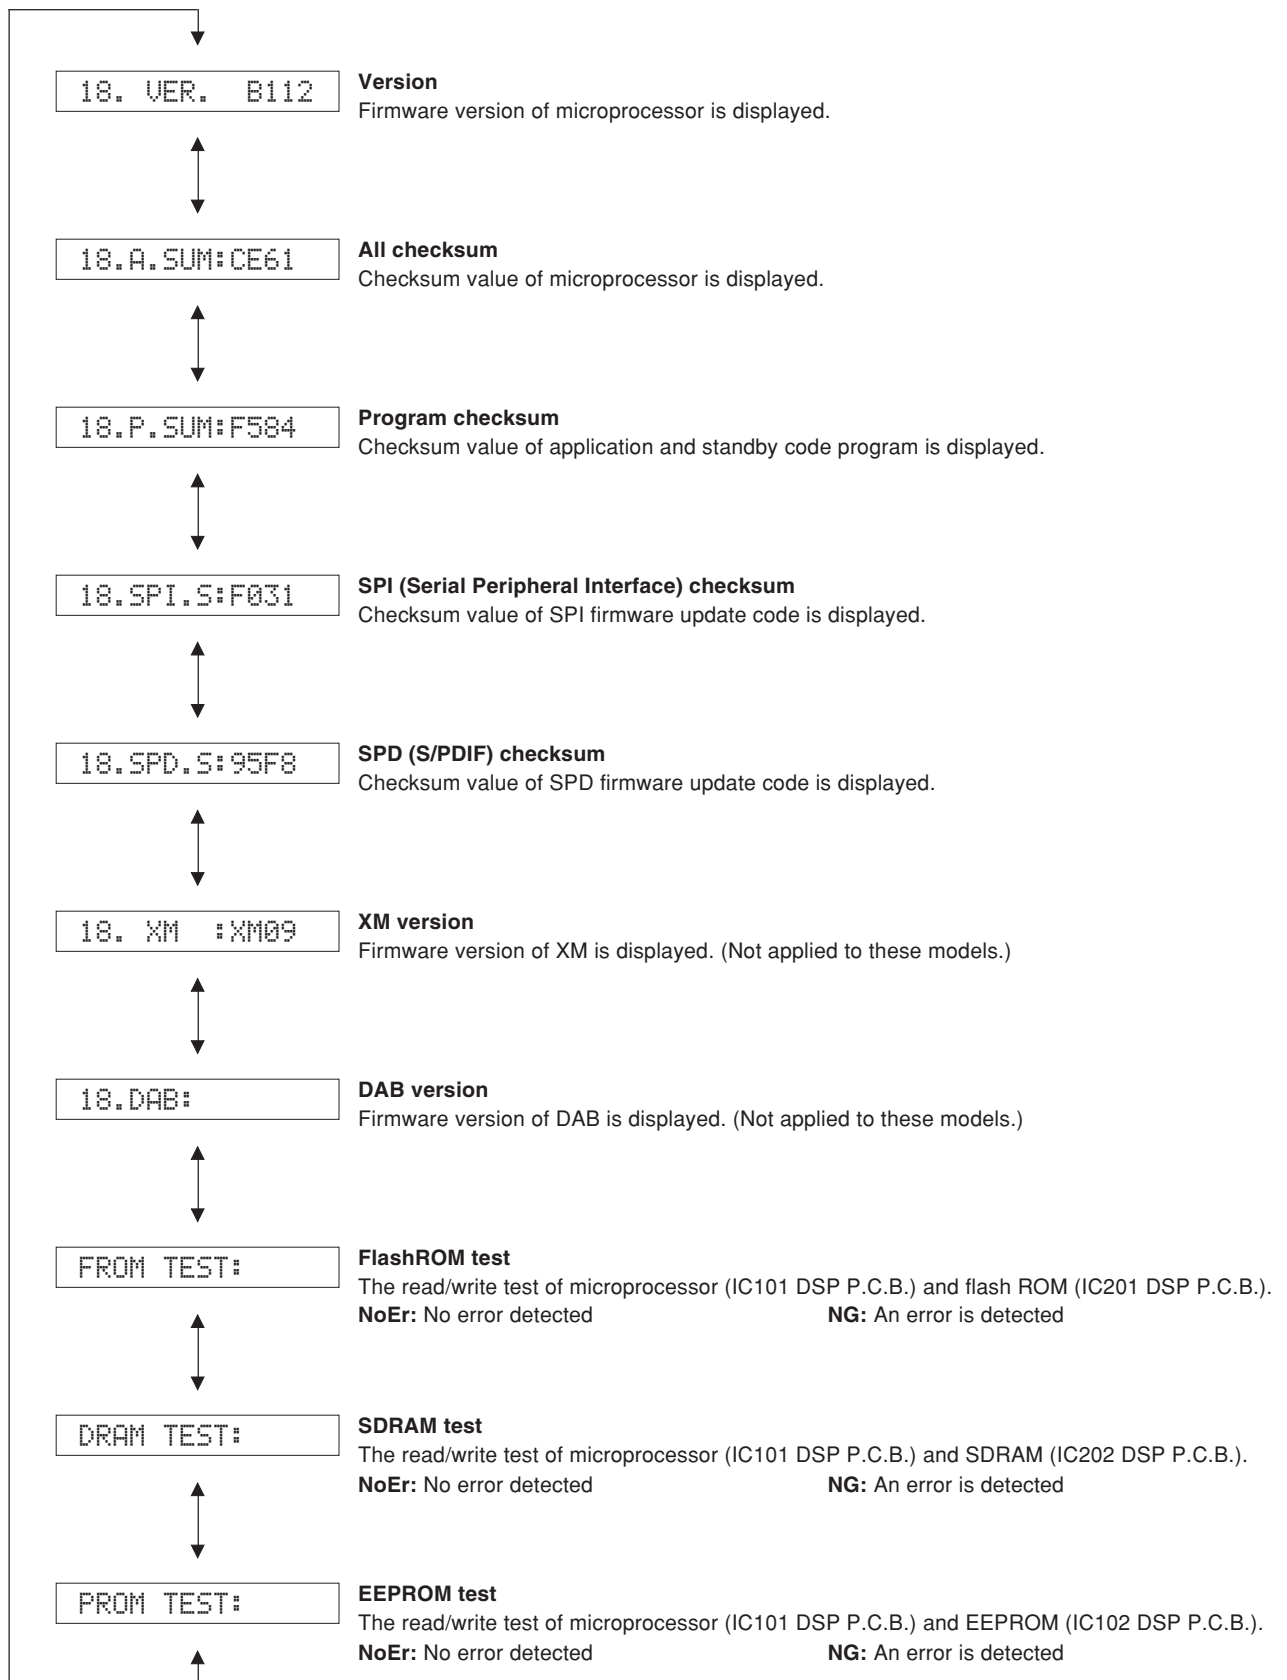 18. VER. B112
Version
Firmware version of microprocessor is displayed.
18.A.SUM:CE61
All checksum
Checksum value of microprocessor is displayed.
18.P.SUM:F584
Program checksum
Checksum value of application and standby code program is displayed.
18.SPI.S:F031
SPI (Serial Peripheral Interface) checksum
Checksum value of SPI firmware update code is displayed.
18.SPD.S:95F8
SPD (S/PDIF) checksum
Checksum value of SPD firmware update code is displayed.
18. XM :XM09
XM version
Firmware version of XM is displayed. (Not applied to these models.)
18.DAB:
DAB version
Firmware version of DAB is displayed. (Not applied to these models.)
FROM TEST:
FlashROM test
The read/write test of microprocessor (IC101 DSP P.C.B.) and flash ROM (IC201 DSP P.C.B.).
NoEr: No error detected NG: An error is detected
DRAM TEST:
SDRAM test
The read/write test of microprocessor (IC101 DSP P.C.B.) and SDRAM (IC202 DSP P.C.B.).
NoEr: No error detected NG: An error is detected
PROM TEST:
EEPROM test
The read/write test of microprocessor (IC101 DSP P.C.B.) and EEPROM (IC102 DSP P.C.B.).
NoEr: No error detected NG: An error is detected